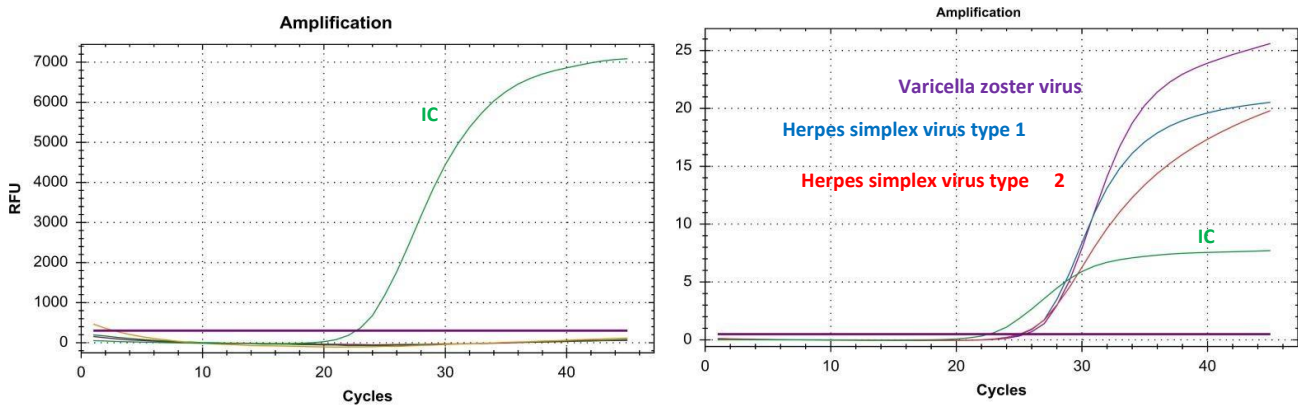 Amplification
RFU
7000
6000
5000
4000
3000
2000
1000
0
IC
0
10
20
30
40
Cycles
Amplification
25
20
15
10
5
0
Varicella zoster virus
Herpes simplex virus type 1
Herpes simplex virus type 2
IC
0
10
20
30
40
Cycles